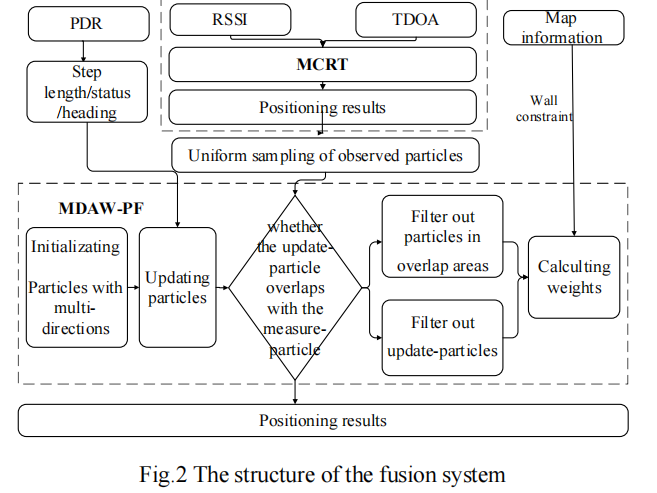 PDR
RSSI
TDOA
Map
information
Step
length/status
/heading
MCRT
Positioning results
Wall
constraint
Uniform sampling of observed particles
MDAW-PF
Initializating
Particles with
multi-
directions
Updating
particles
whether
the update-
particle
overlaps
with the
measure-
particle
Filter out
particles in
overlap areas
Filter out
update-particles
Calculting
weights
Positioning results
Fig.2 The structure of the fusion system